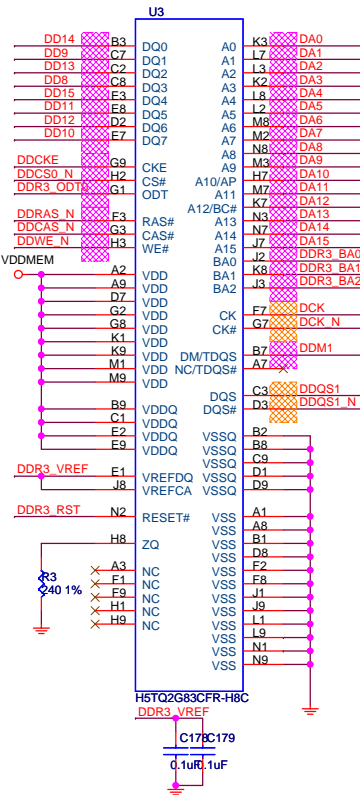 U3
DD14 B3 DQ0 A0 K3 DA0
DD9 C7 DQ1 A1 L7 DA1
DD13 C2 DQ2 A2 L3 DA2
DD8 C8 DQ3 A3 K2 DA3
DD15 E3 DQ4 A4 L8 DA4
DD11 E8 DQ5 A5 L2 DA5
DD12 D2 DQ6 A6 M8 DA6
DD10 E7 DQ7 A7 M2 DA7
A8 N8 DA8
DDCKE G9 CKE A9 M3 DA9
DDCS0_N H2 CS# A10/AP H7 DA10
DDR3_ODT0 G1 ODT A11 M7 DA11
A12/BC# K7 DA12
DDRAS_N F3 RAS# A13 N3 DA13
DDCAS_N G3 CAS# A14 N7 DA14
DDWE_N H3 WE# A15 J7 DA15
BA0 J2 DDR3_BA0
VDDMEM A2 VDD BA1 K8 DDR3_BA1
A9 VDD BA2 J3 DDR3_BA2
D7 VDD
G2 VDD CK F7 DCK
G8 VDD CK# G7 DCK_N
K1 VDD
K9 VDD DM/TDQS B7 DDM1
M1 VDD NC/TDQS# A7
M9 VDD
DQS C3 DDQS1
B9 VDDQ DQS# D3 DDQS1_N
C1 VDDQ
E2 VDDQ VSSQ B2
E9 VDDQ VSSQ B8
VSSQ C9
DDR3_VREF E1 VREFDQ VSSQ D1
J8 VREFCA VSSQ D9
DDR3_RST N2 RESET# VSS A1
VSS A8
H8 ZQ VSS B1
VSS D8
A3 NC VSS F2
R3 F1 NC VSS F8
240 1% F9 NC VSS J1
H1 NC VSS J9
H9 NC VSS L1
VSS L9
VSS N1
VSS N9
H5TQ2G83CFR-H8C
DDR3_VREF
C178 C179
0.1uF 0.1uF